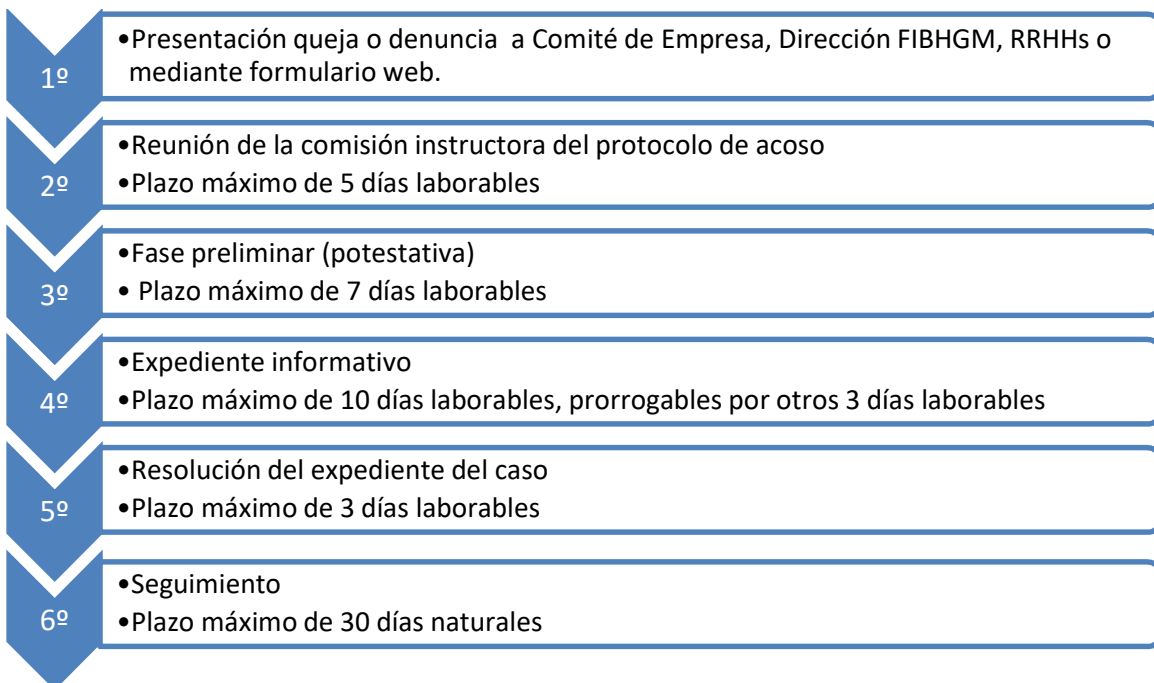 1º
•Presentación queja o denuncia a Comité de Empresa, Dirección FIBHGM, RRHHs o
mediante formulario web.
2º
•Reunión de la comisión instructora del protocolo de acoso
•Plazo máximo de 5 días laborables
3º
•Fase preliminar (potestativa)
• Plazo máximo de 7 días laborables
4º
•Expediente informativo
•Plazo máximo de 10 días laborables, prorrogables por otros 3 días laborables
5º
•Resolución del expediente del caso
•Plazo máximo de 3 días laborables
6º
•Seguimiento
•Plazo máximo de 30 días naturales